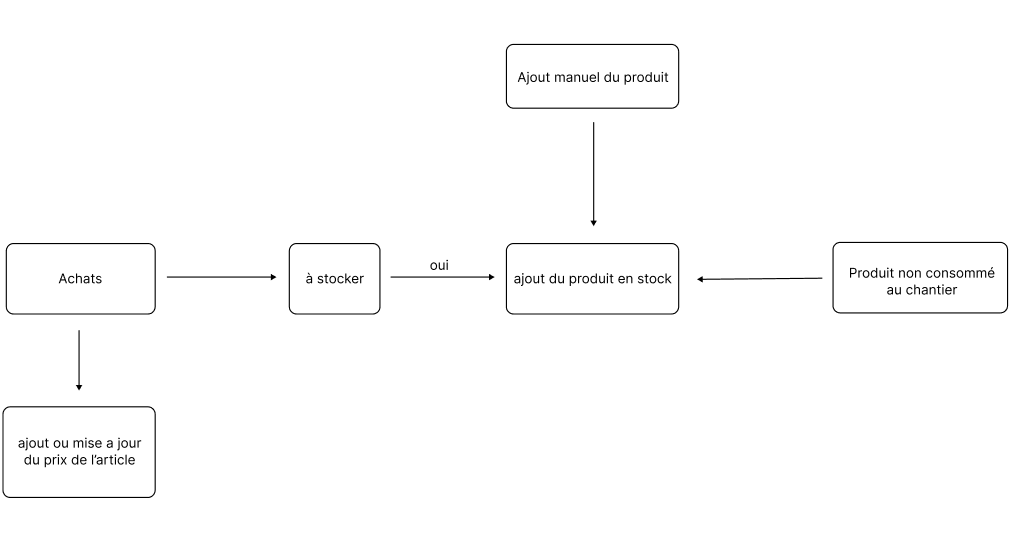 Ajout manuel du produit
Achats
à stocker
oui
ajout du produit en stock
Produit non consommé
au chantier
ajout ou mise a jour
du prix de l'article